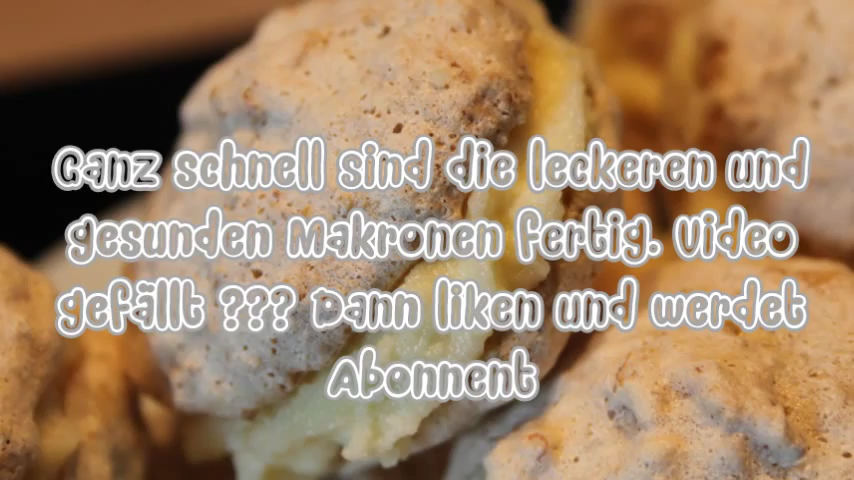 Ganz schnell sind die leckeren und
gesunden Makronen fertig. Video
gefällt ??? Dann liken und werdet
Abonnent